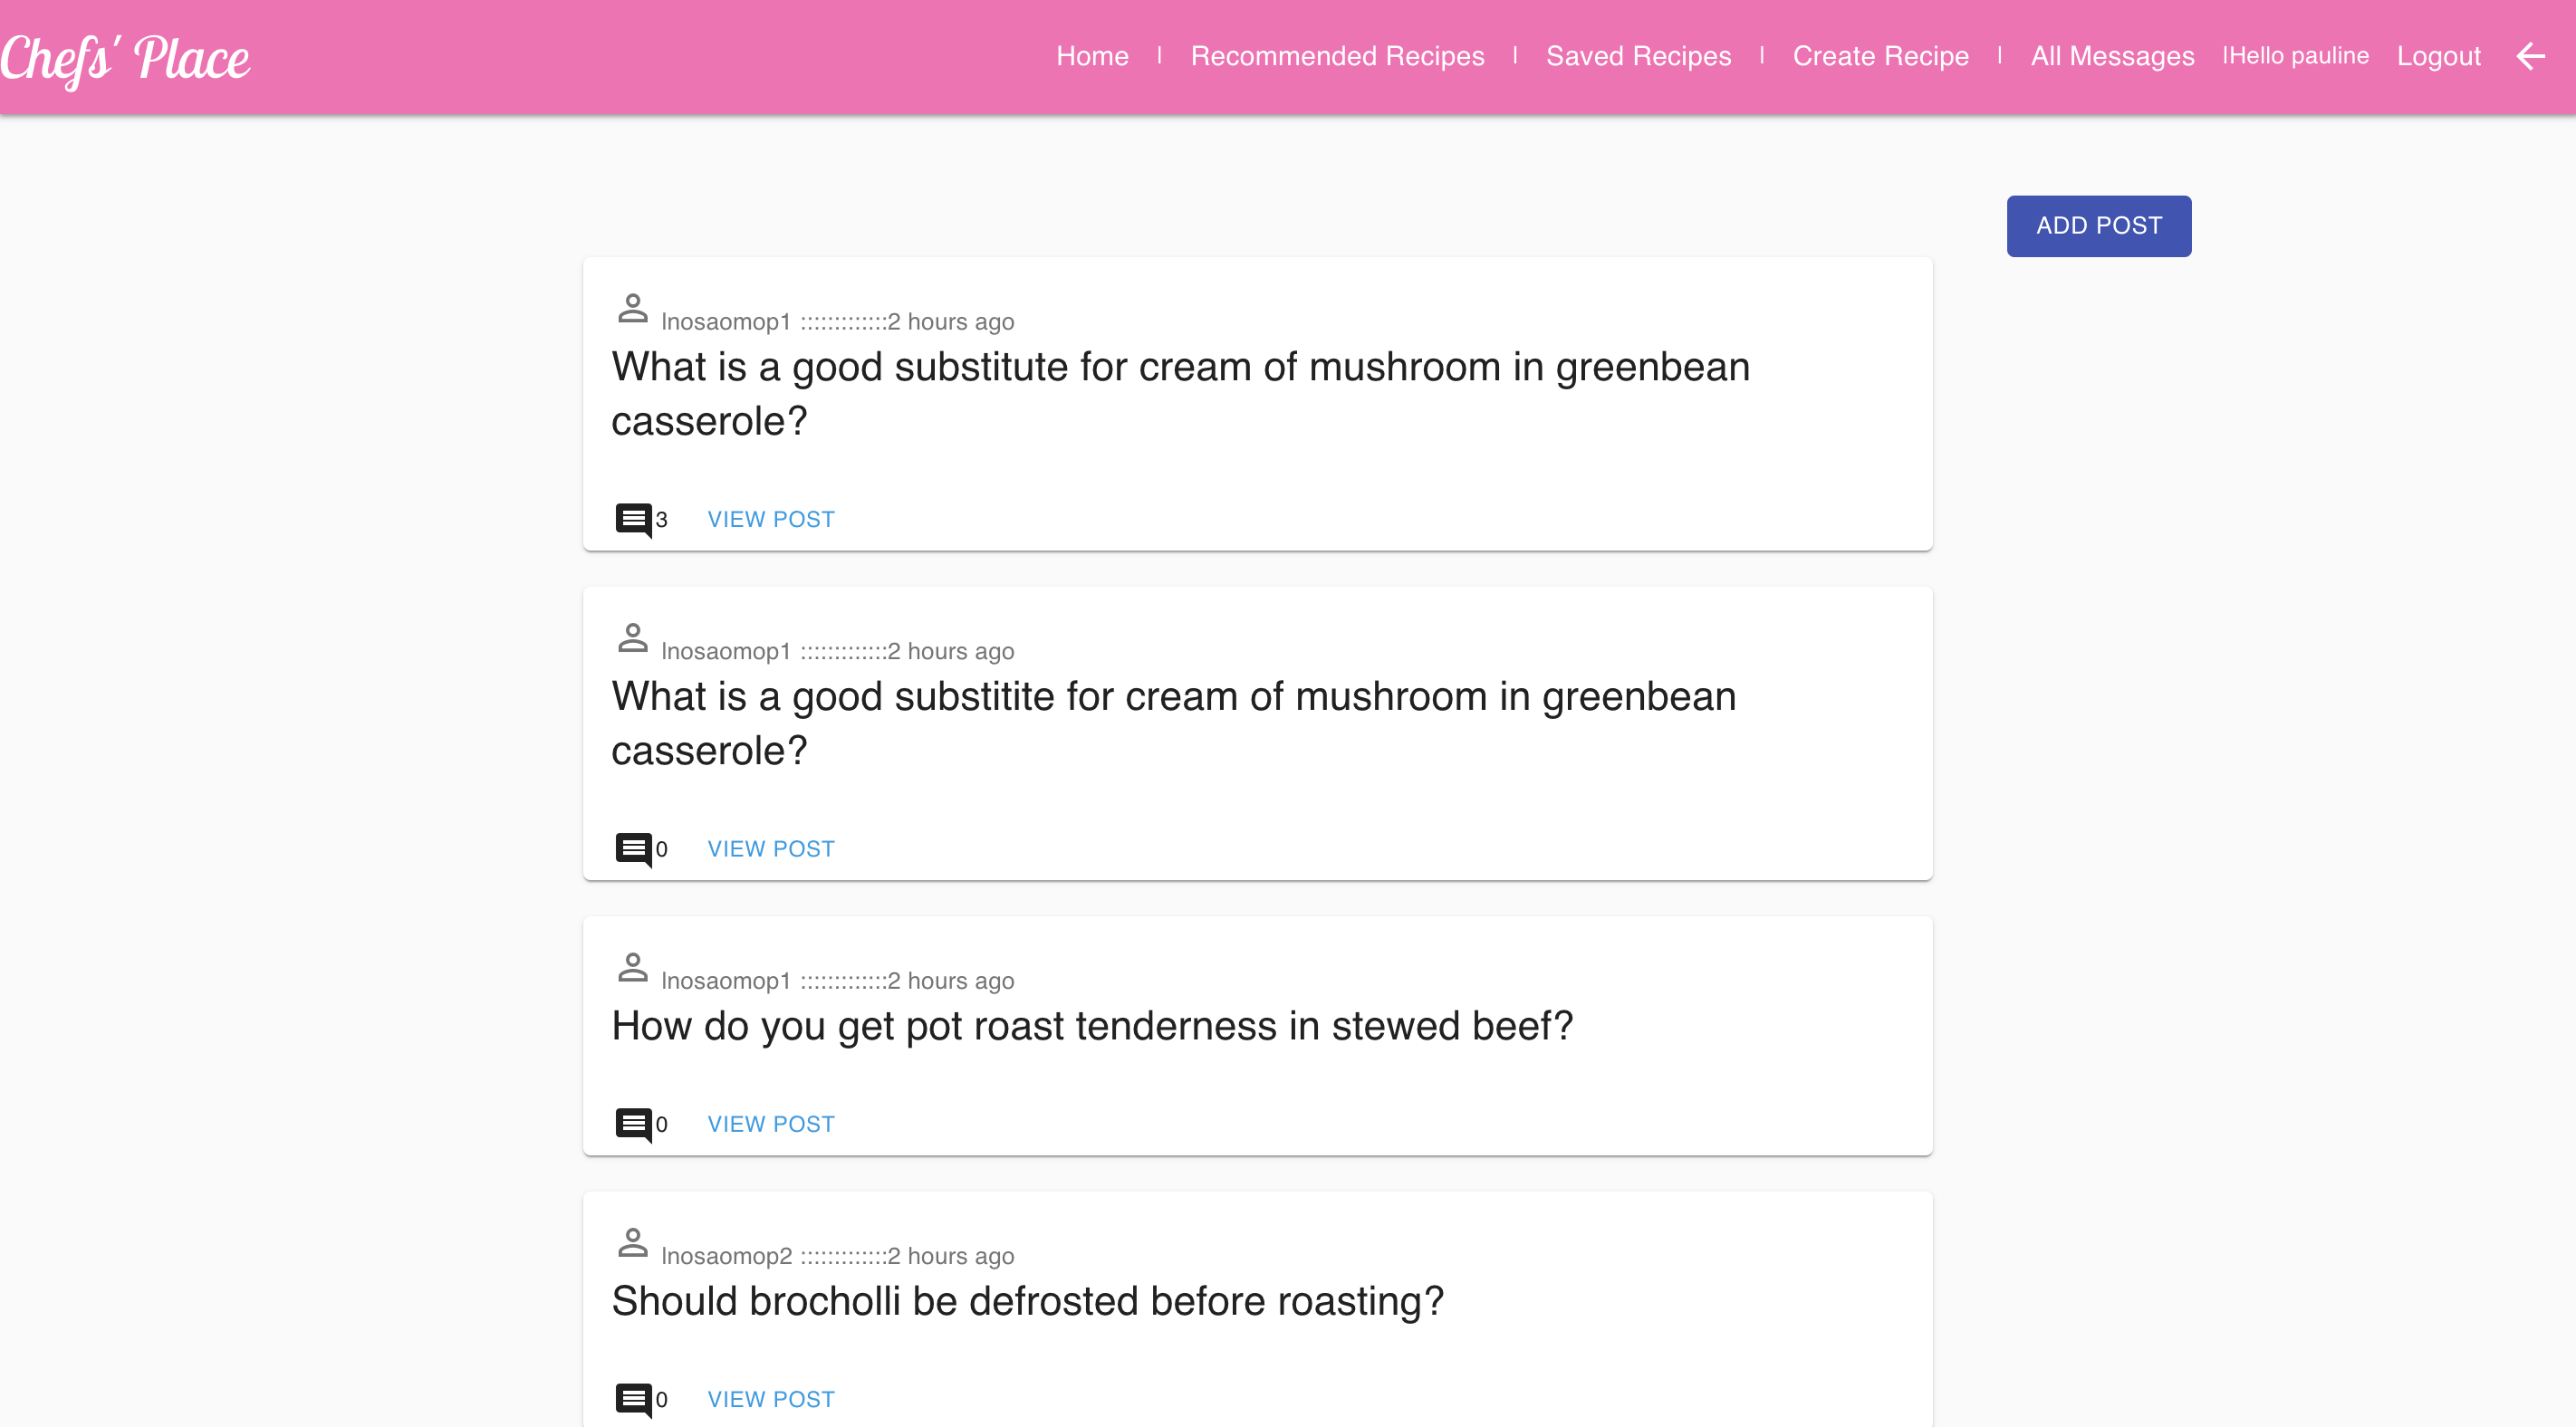 Chefs' Place
Home | Recommended Recipes | Saved Recipes | Create Recipe | All Messages |Hello pauline Logout
ADD POST
lnosaomop1 :::::::::::::2 hours ago
What is a good substitute for cream of mushroom in greenbean
casserole?
3 VIEW POST
lnosaomop1 :::::::::::::2 hours ago
What is a good substitite for cream of mushroom in greenbean
casserole?
0 VIEW POST
lnosaomop1 :::::::::::::2 hours ago
How do you get pot roast tenderness in stewed beef?
0 VIEW POST
lnosaomop2 :::::::::::::2 hours ago
Should brocholli be defrosted before roasting?
0 VIEW POST